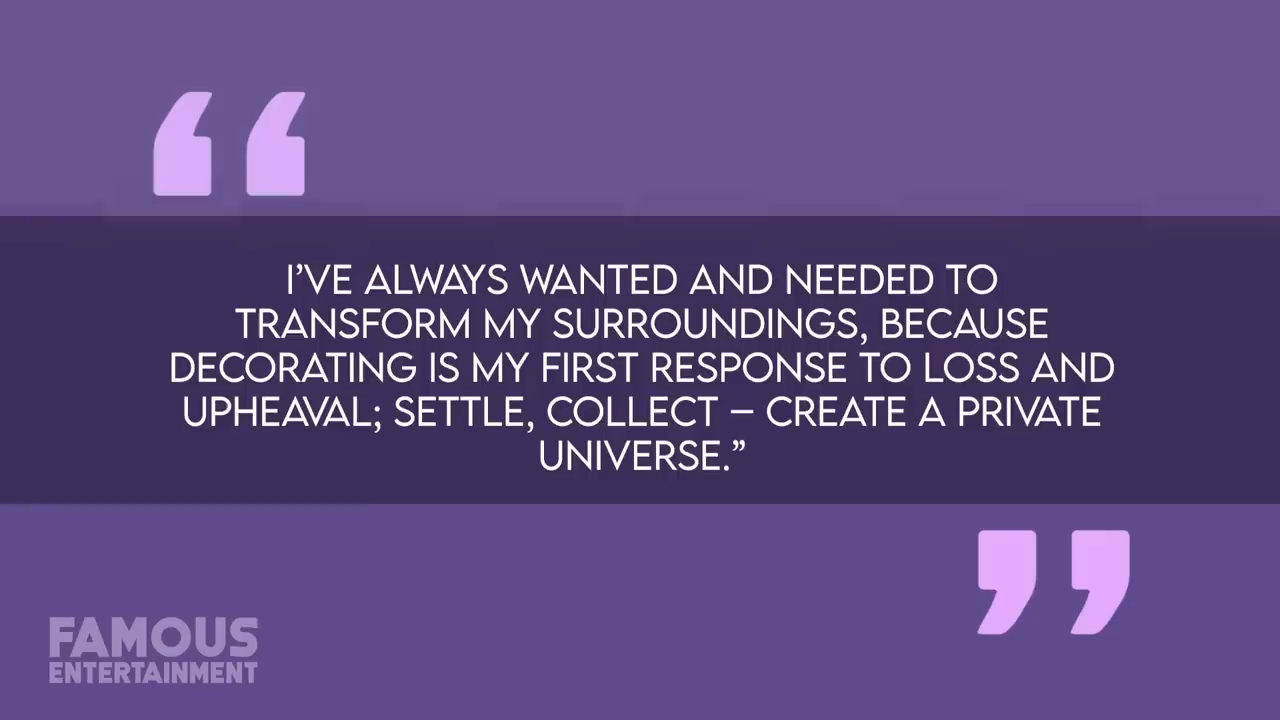 I'VE ALWAYS WANTED AND NEEDED TO
TRANSFORM MY SURROUNDINGS, BECAUSE
DECORATING IS MY FIRST RESPONSE TO LOSS AND
UPHEAVAL; SETTLE, COLLECT – CREATE A PRIVATE
UNIVERSE.”
FAMOUS
ENTERTAINMENT